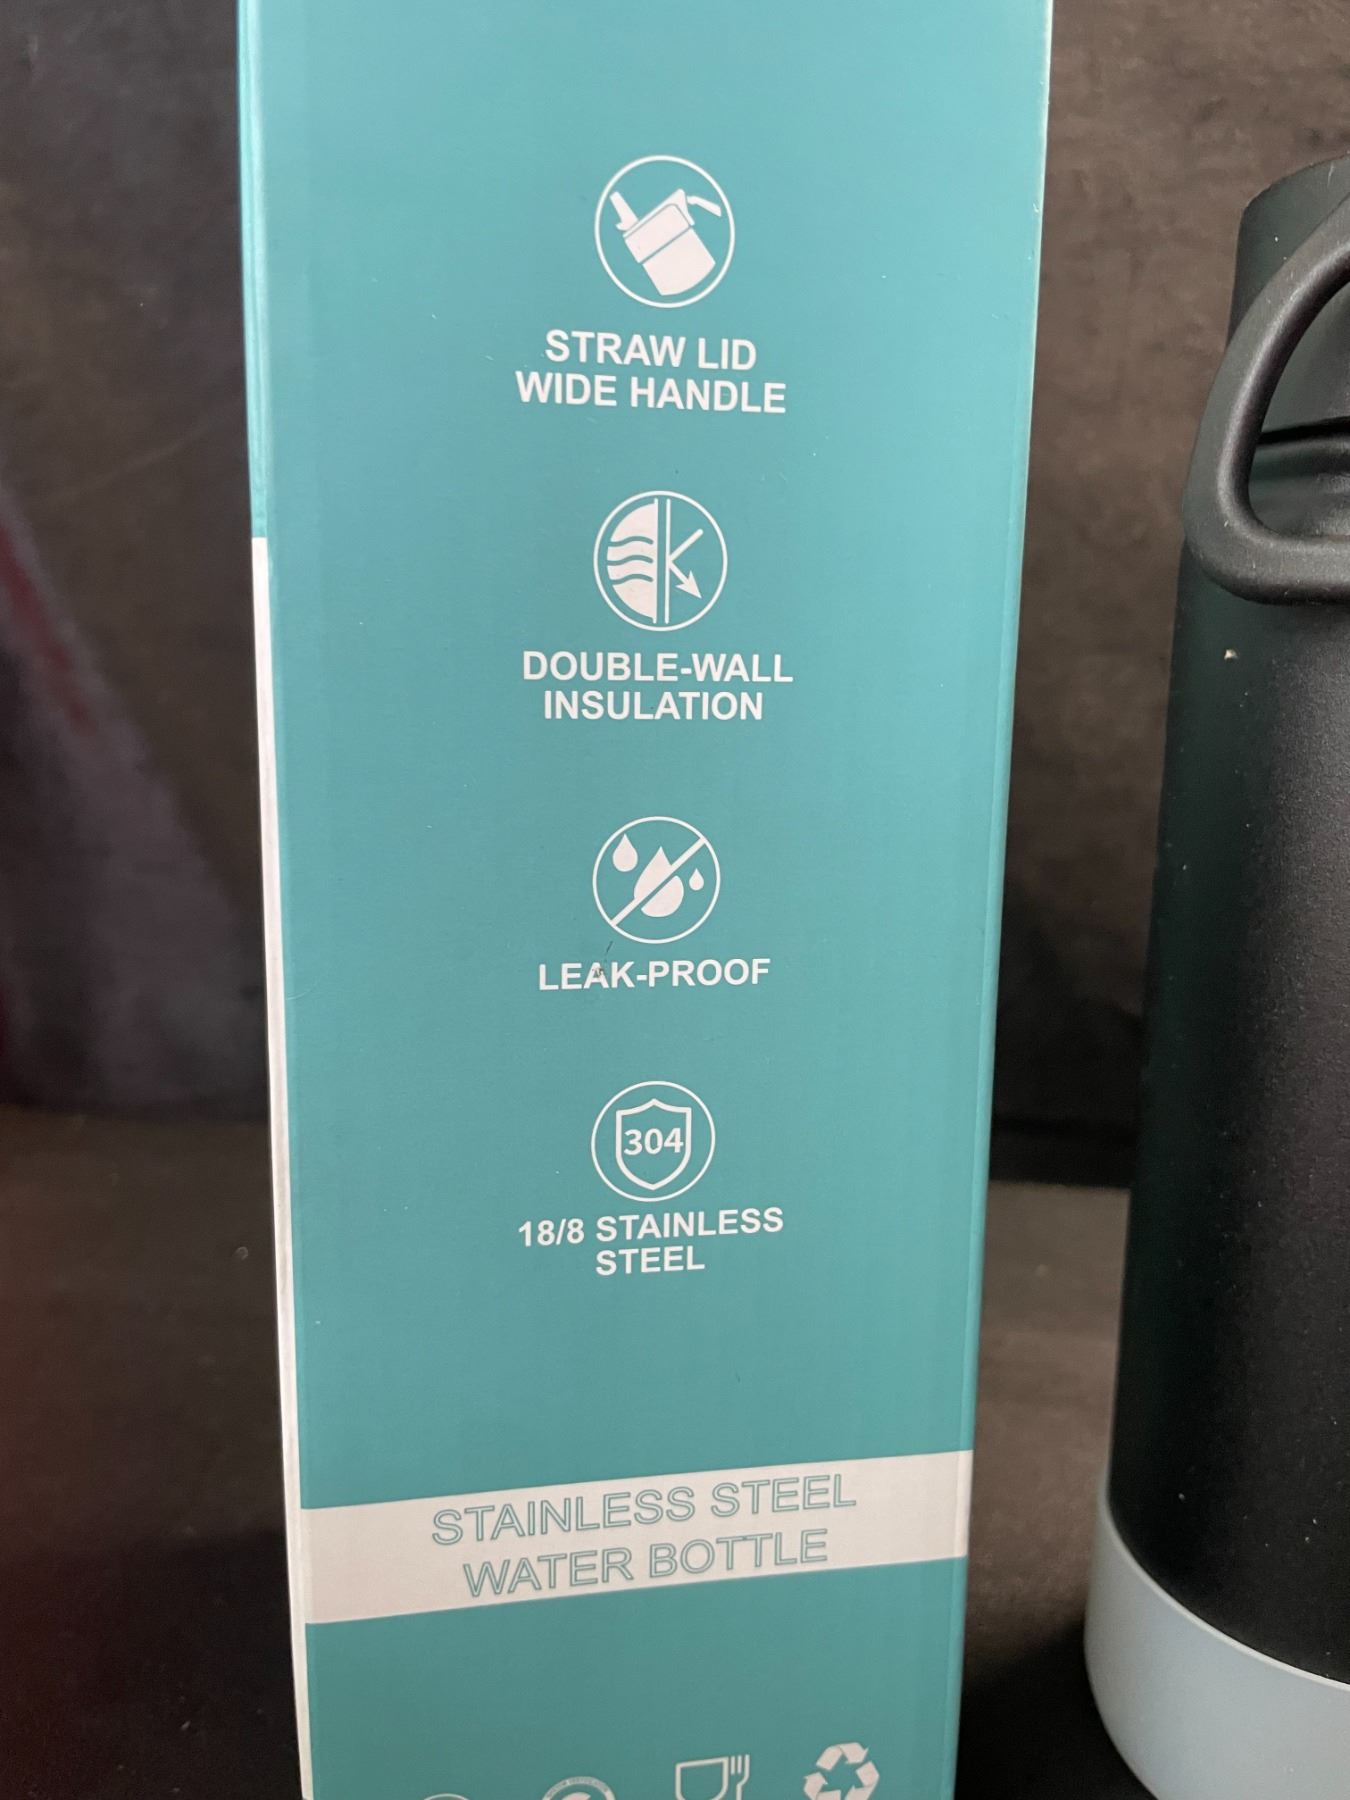 STRAW LID
WIDE HANDLE
DOUBLE-WALL
INSULATION
LEAK-PROOF
304
18/8 STAINLESS
STEEL
STAINLESS STEEL
WATER BOTTLE